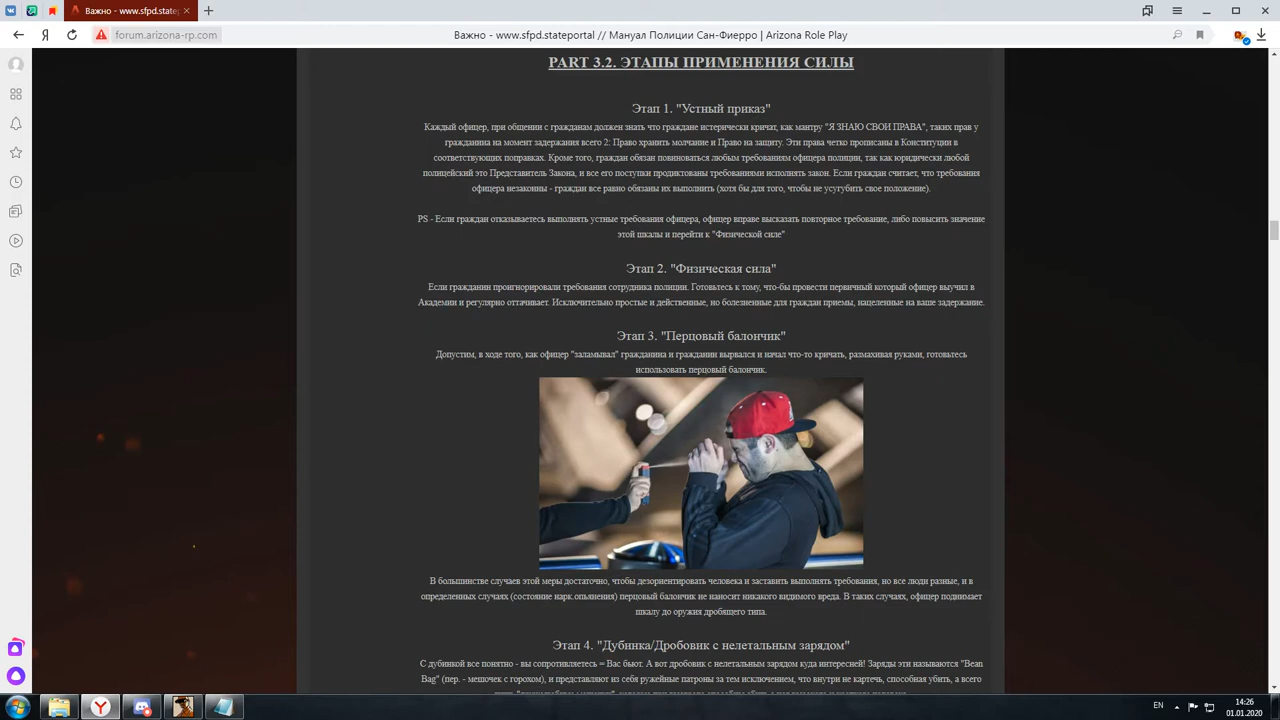 Важно - www.sfpd.state
forum.arizona-rp.com
Важно - www.sfpd.stateportal // Мануал Полиции Сан-Фиерро | Arizona Role Play
PART 3.2. ЭТАПЫ ПРИМЕНЕНИЯ СИЛЫ
Этап 1. "Устный приказ"
Каждый офицер, при общении с гражданам должен знать что граждане истерически кричат, как мантру "Я ЗНАЮ СВОИ ПРАВА", таких прав у
гражданина на момент задержания всего 2: Право хранить молчание и Право на защиту. Эти права четко прописаны в Конституции в
соответствующих поправках. Кроме того, граждан обязан повиноваться любым требованиям офицера полиции, так как юридически любой
полицейский это Представитель Закона, и все его поступки продиктованы требованиями исполнять закон. Если граждан считает, что требования
офицера незаконны - граждан все равно обязаны их выполнить (хотя бы для того, чтобы не усугубить свое положение).
PS - Если граждан отказываетесь выполнять устные требования офицера, офицер вправе высказать повторное требование, либо повысить значение
этой шкалы и перейти к "Физической силе"
Этап 2. "Физическая сила"
Если гражданин проигнорировали требования сотрудника полиции. Готовьтесь к тому, что-бы провести первичный который офицер выучил в
Академии и регулярно оттачивает. Исключительно простые и действенные, но болезненные для граждан приемы, нацеленные на ваше задержание.
Этап 3. "Перцовый балончик"
Допустим, в ходе того, как офицер "заламывал" гражданина и гражданин вырвался и начал что-то кричать, размахивая руками, готовьтесь
использовать перцовый балончик.
В большинстве случаев этой меры достаточно, чтобы дезориентировать человека и заставить выполнять требования, но все люди разные, и в
определенных случаях (состояние нарк.опьянения) перцовый балончик не наносит никакого видимого вреда. В таких случаях, офицер поднимает
шкалу до оружия дробящего типа.
Этап 4. "Дубинка/Дробовик с нелетальным зарядом"
С дубинкой все понятно - вы сопротивляетесь = Вас бьют. А вот дробовик с нелетальным зарядом куда интересней! Заряды эти называются "Bean
Bag" (пер. - мешочек с горохом), и представляют из себя ружейные патроны за тем исключением, что внутри не картечь, способная убить, а всего
EN
14:26
01.01.2020